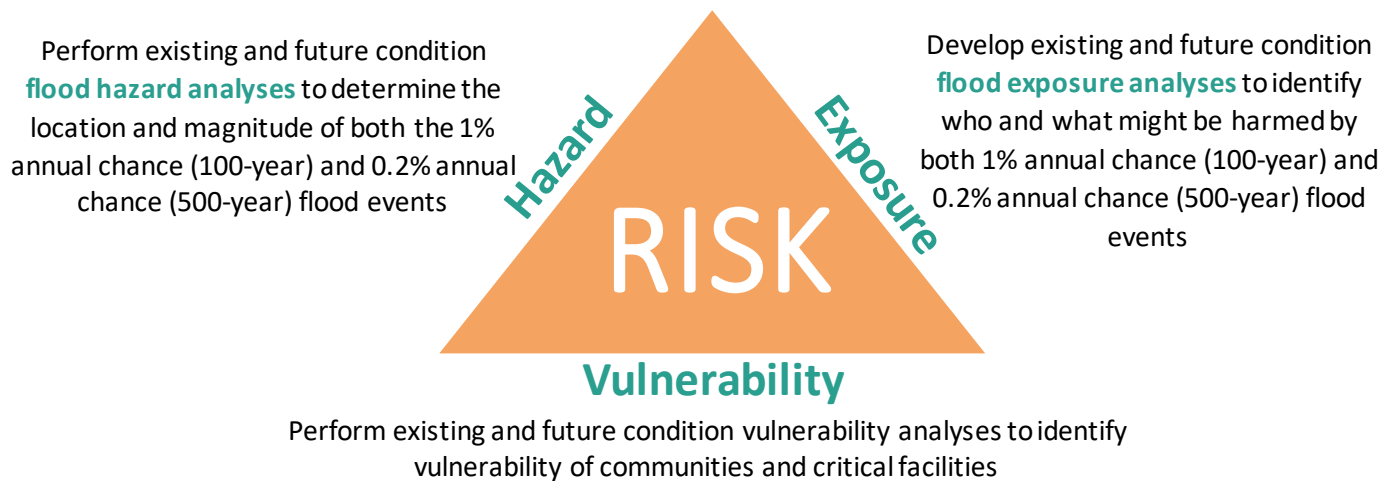 Perform existing and future condition
flood hazard analyses to determine the
location and magnitude of both the 1%
annual chance (100-year) and 0.2% annual
chance (500-year) flood events
Hazard
RISK
Exposure
Develop existing and future condition
flood exposure analyses to identify
who and what might be harmed by
both 1% annual chance (100-year) and
0.2% annual chance (500-year) flood
events
Vulnerability
Perform existing and future condition vulnerability analyses to identify
vulnerability of communities and critical facilities